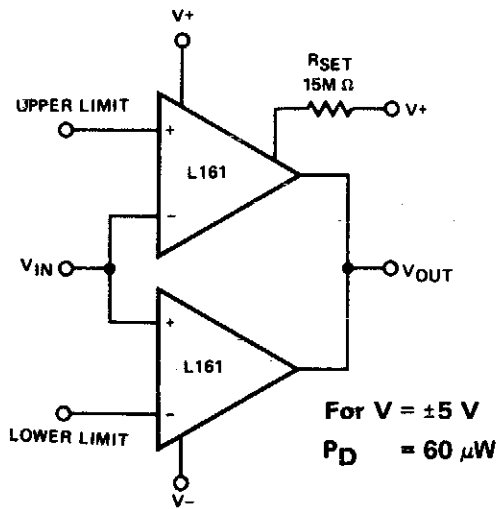 V+
RSET
15M Ω
V+
UPPER LIMIT
+
L161
−
VIN
VOUT
+
L161
−
LOWER LIMIT
V−
For V = ±5 V
PD = 60 μW